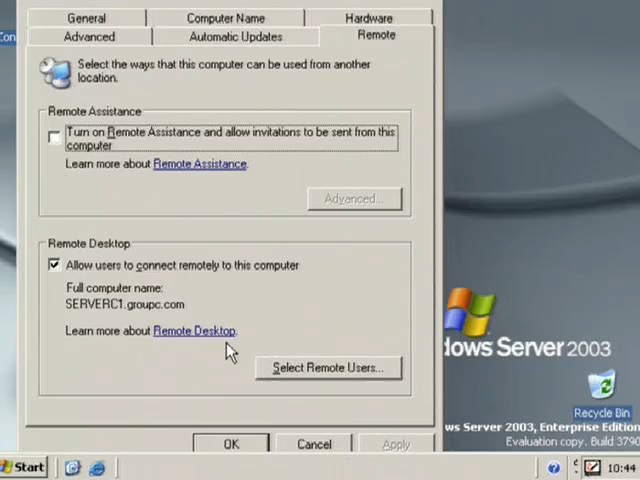 General
Computer Name
Hardware
Advanced
Automatic Updates
Remote
Con
Select the ways that this computer can be used from another
location.
Remote Assistance
Turn on Remote Assistance and allow invitations to be sent from this
computer
Learn more about Remote Assistance.
Advanced...
Remote Desktop
Allow users to connect remotely to this computer
Full computer name:
SERVERC1.groupc.com
Learn more about Remote Desktop.
Select Remote Users...
OK
Cancel
Apply
dows Server 2003
Recycle Bin
ws Server 2003, Enterprise Edition
Evaluation copy. Build 3790
Start
10:44